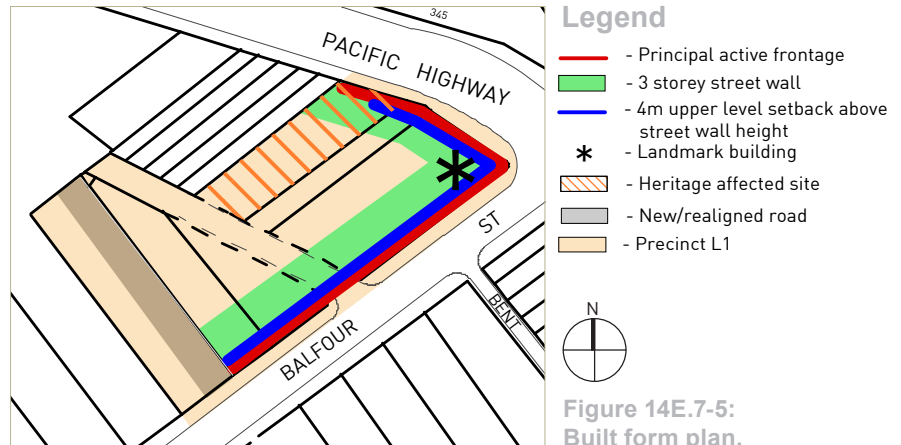 345
PACIFIC HIGHWAY
ST
BENT
BALFOUR
Legend
- Principal active frontage
- 3 storey street wall
- 4m upper level setback above
street wall height
- Landmark building
- Heritage affected site
- New/realigned road
- Precinct L1
N
Figure 14E.7-5:
Built form plan.